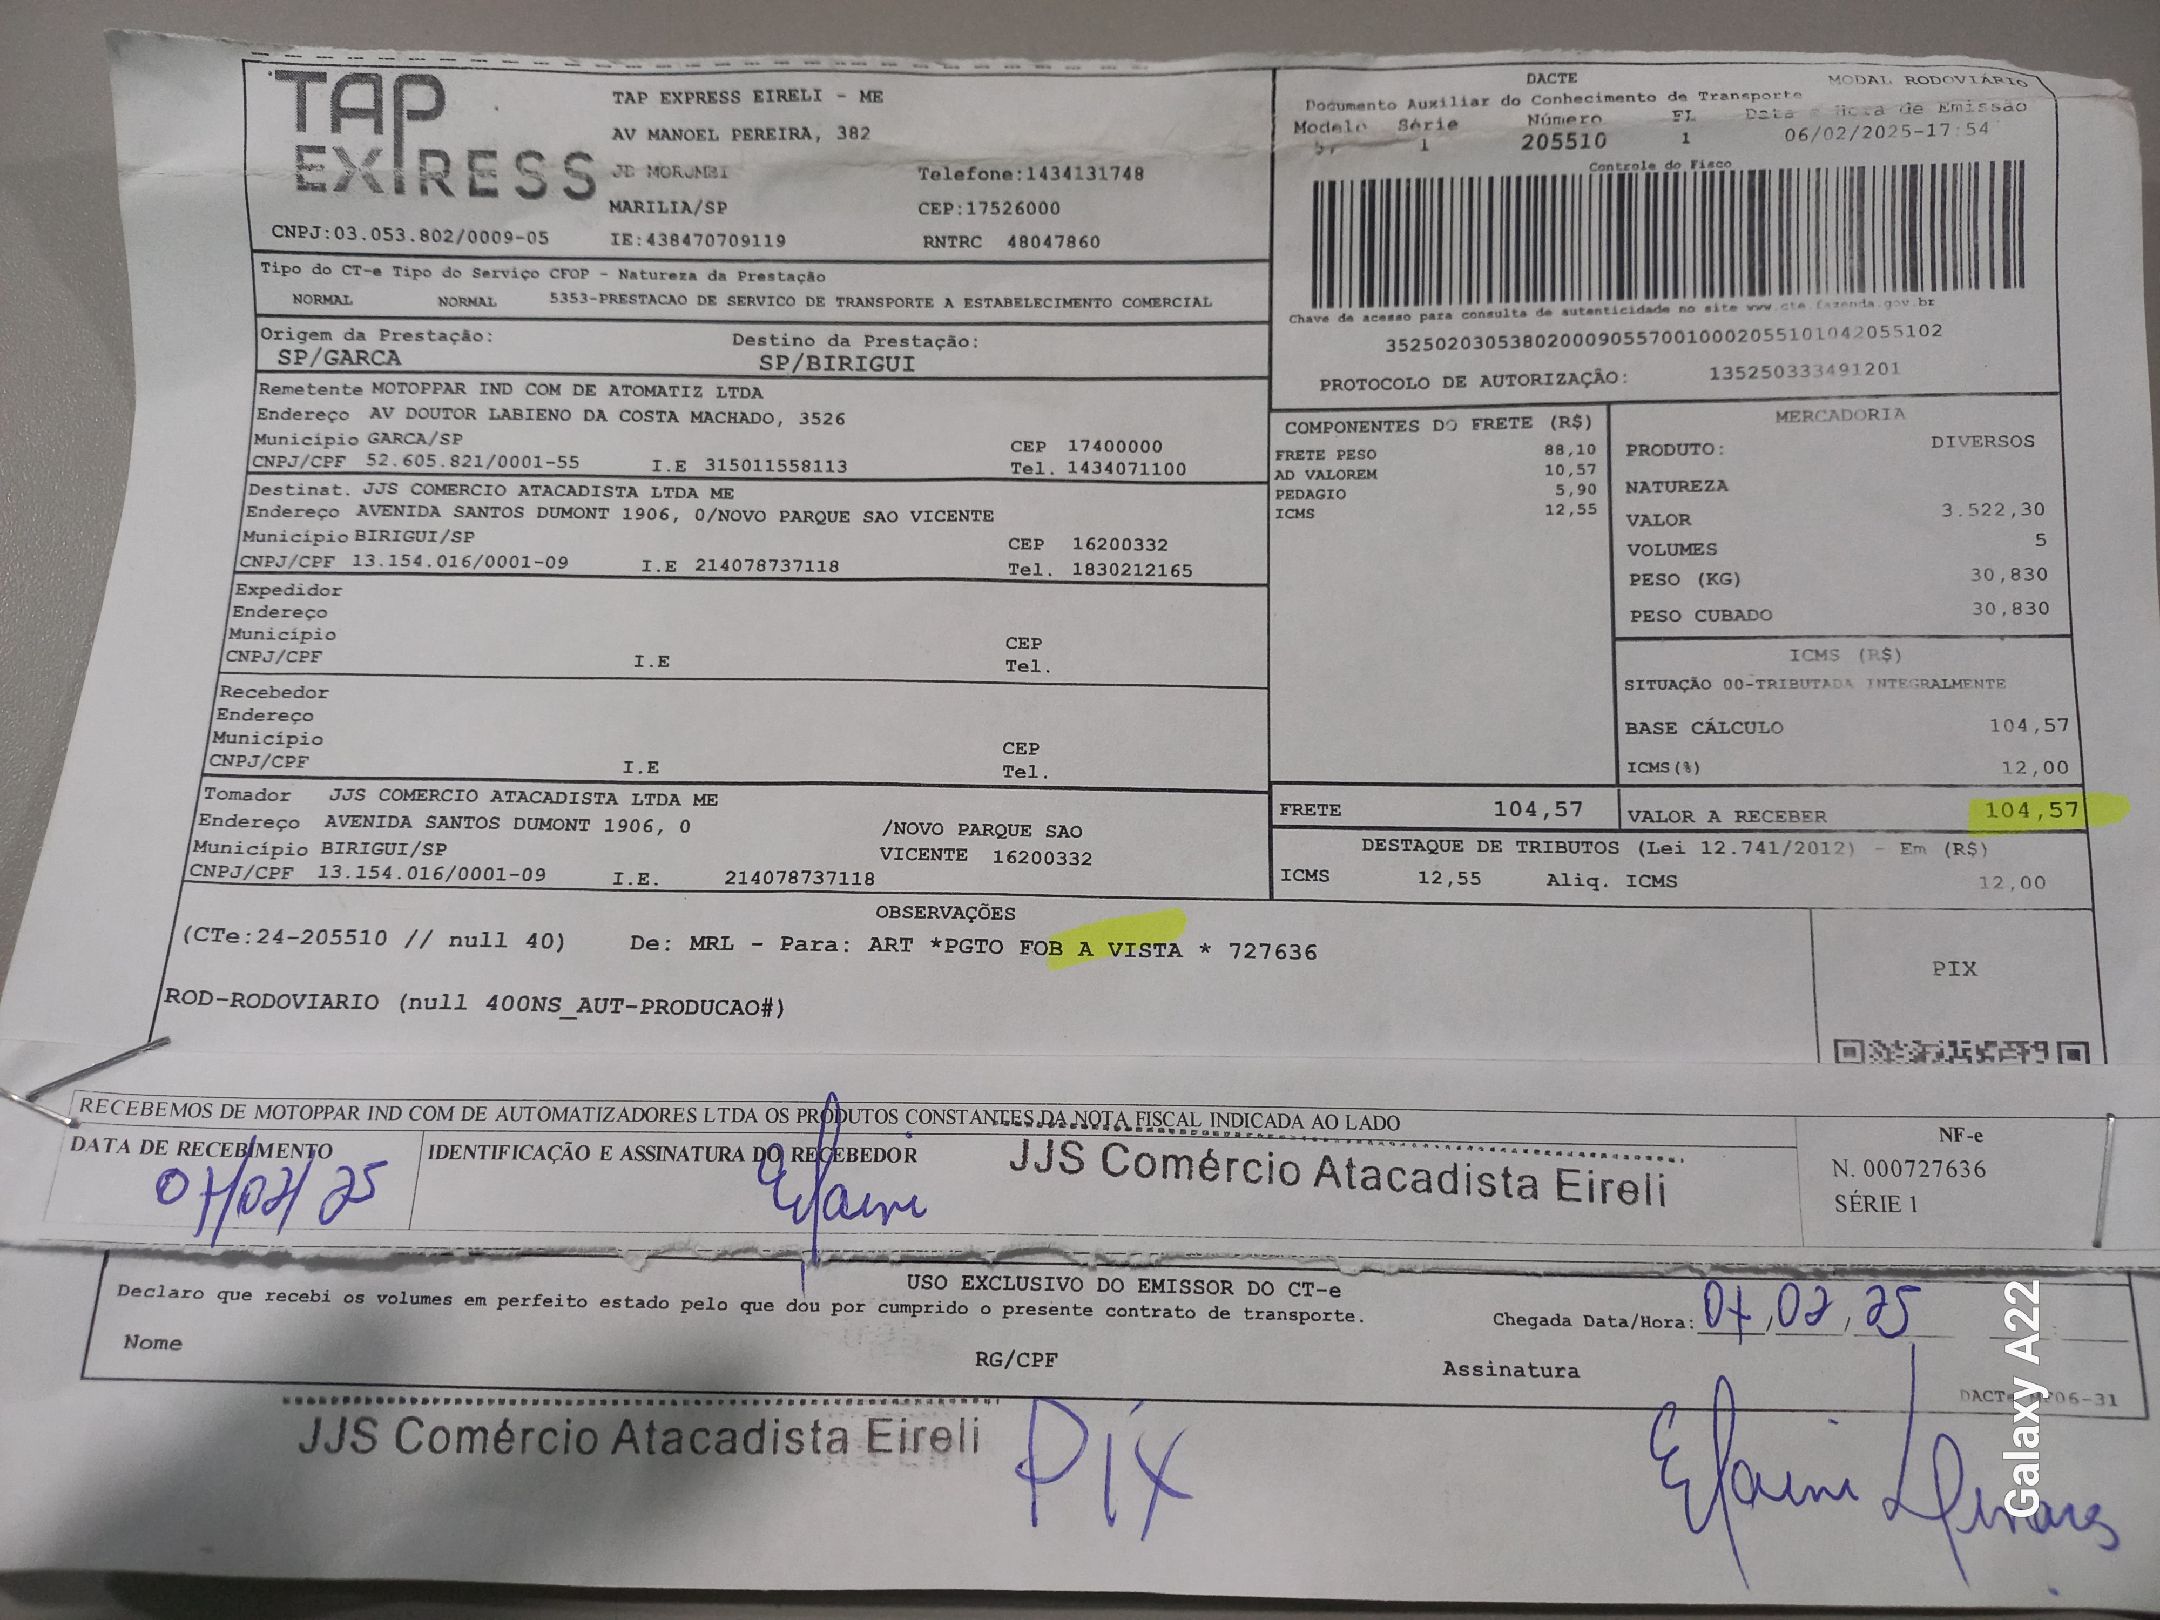 TAP
EXPRESS
TAP EXPRESS EIRELI - ME
AV MANOEL PEREIRA, 382
JD MORUMBI Telefone:1434131748
MARILIA/SP CEP:17526000
CNPJ:03.053.802/0009-05 IE:438470709119 RNTRC 48047860
DACTE MODAL RODOVIÁRIO
Documento Auxiliar do Conhecimento de Transporte
Modelo Série Número FL Data e Hora de Emissão
1 205510 1 06/02/2025-17:54
Controle do Fisco
Chave de acesso para consulta de autenticidade no site www.cte.fazenda.gov.br
35250203053802000905570010002055101042055102
PROTOCOLO DE AUTORIZAÇÃO: 135250333491201
Tipo do CT-e Tipo do Serviço CFOP - Natureza da Prestação
NORMAL NORMAL 5353-PRESTACAO DE SERVICO DE TRANSPORTE A ESTABELECIMENTO COMERCIAL
Origem da Prestação: Destino da Prestação:
SP/GARCA SP/BIRIGUI
Remetente MOTOPPAR IND COM DE ATOMATIZ LTDA
Endereço AV DOUTOR LABIENO DA COSTA MACHADO, 3526
Município GARCA/SP CEP 17400000
CNPJ/CPF 52.605.821/0001-55 I.E 315011558113 Tel. 1434071100
Destinat. JJS COMERCIO ATACADISTA LTDA ME
Endereço AVENIDA SANTOS DUMONT 1906, 0/NOVO PARQUE SAO VICENTE
Município BIRIGUI/SP CEP 16200332
CNPJ/CPF 13.154.016/0001-09 I.E 214078737118 Tel. 1830212165
Expedidor
Endereço
Município CEP
CNPJ/CPF I.E Tel.
Recebedor
Endereço
Município CEP
CNPJ/CPF I.E Tel.
Tomador JJS COMERCIO ATACADISTA LTDA ME
Endereço AVENIDA SANTOS DUMONT 1906, 0 /NOVO PARQUE SAO
Município BIRIGUI/SP VICENTE 16200332
CNPJ/CPF 13.154.016/0001-09 I.E. 214078737118
COMPONENTES DO FRETE (R$)
FRETE PESO 88,10
AD VALOREM 10,57
PEDAGIO 5,90
ICMS 12,55
MERCADORIA
PRODUTO: DIVERSOS
NATUREZA
VALOR 3.522,30
VOLUMES 5
PESO (KG) 30,830
PESO CUBADO 30,830
ICMS (R$)
SITUAÇÃO 00-TRIBUTADA INTEGRALMENTE
BASE CÁLCULO 104,57
ICMS(%) 12,00
FRETE 104,57 VALOR A RECEBER 104,57
DESTAQUE DE TRIBUTOS (Lei 12.741/2012) - Em (R$)
ICMS 12,55 Aliq. ICMS 12,00
OBSERVAÇÕES
(CTe:24-205510 // null 40) De: MRL - Para: ART *PGTO FOB A VISTA * 727636
ROD-RODOVIARIO (null 400NS_AUT-PRODUCAO#)
PIX
RECEBEMOS DE MOTOPPAR IND COM DE AUTOMATIZADORES LTDA OS PRODUTOS CONSTANTES DA NOTA FISCAL INDICADA AO LADO
DATA DE RECEBIMENTO IDENTIFICAÇÃO E ASSINATURA DO RECEBEDOR
07/02/25 Elaini JJS Comércio Atacadista Eireli
NF-e
N. 000727636
SÉRIE 1
USO EXCLUSIVO DO EMISSOR DO CT-e
Declaro que recebi os volumes em perfeito estado pelo que dou por cumprido o presente contrato de transporte.
Chegada Data/Hora: 07/02/25
Nome RG/CPF Assinatura
JJS Comércio Atacadista Eireli
Pix
Elaini
Galaxy A22